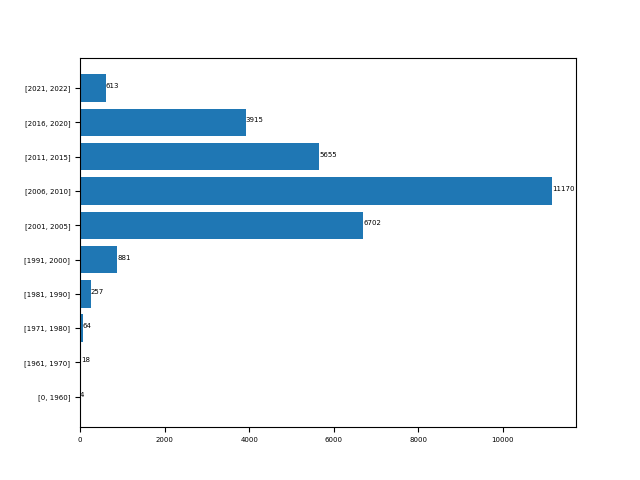 [2021, 2022] 613
[2016, 2020] 3915
[2011, 2015] 5655
[2006, 2010] 11170
[2001, 2005] 6702
[1991, 2000] 881
[1981, 1990] 257
[1971, 1980] 64
[1961, 1970] 18
[0, 1960] 4
0 2000 4000 6000 8000 10000